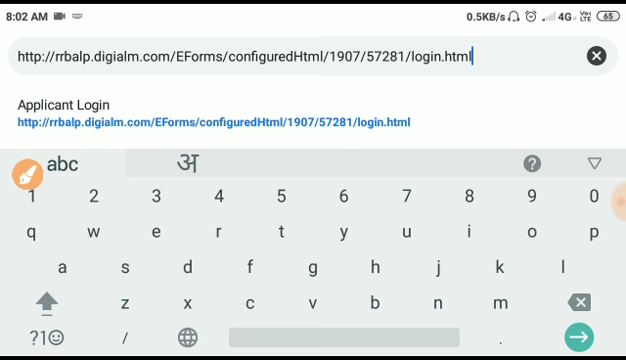 8:02 AM 0.5KB/s 4G VoLTE 65
http://rrbalp.digialm.com/EForms/configuredHtml/1907/57281/login.html
Applicant Login
http://rrbalp.digialm.com/EForms/configuredHtml/1907/57281/login.html
abc अ ?
1 2 3 4 5 6 7 8 9 0
q w e r t y u i o p
a s d f g h j k l
z x c v b n m
?1☺ / .